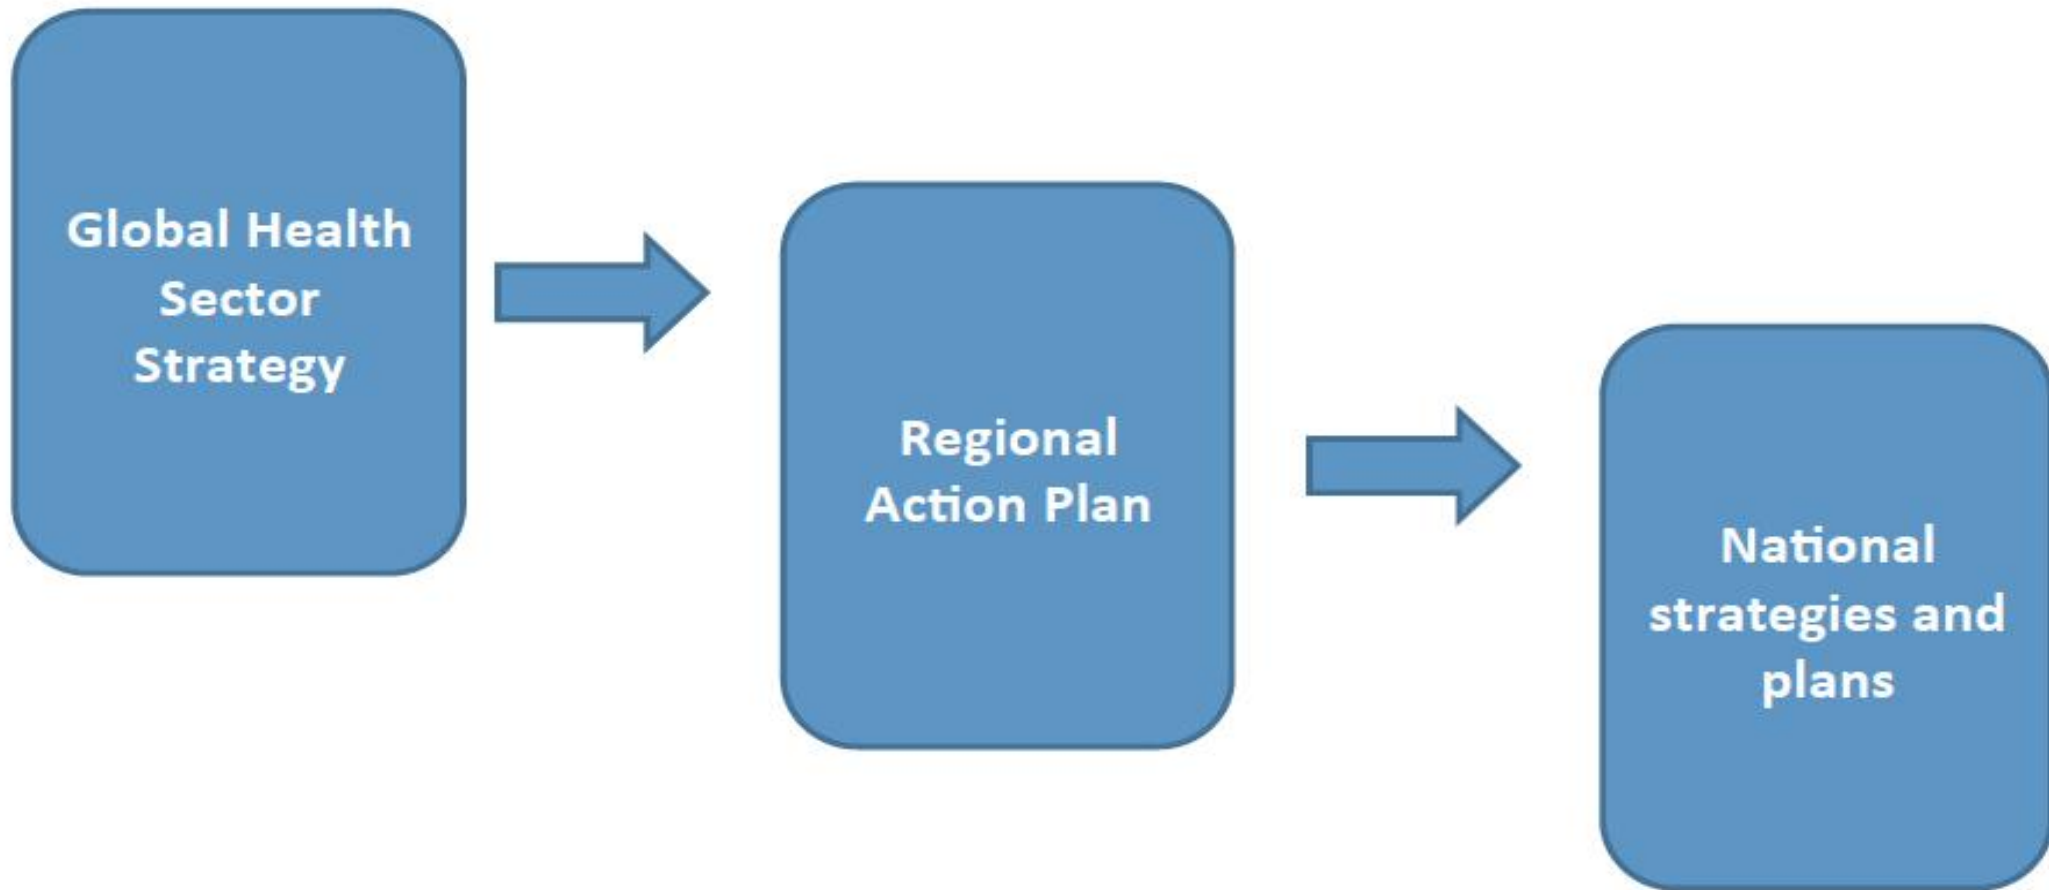 Global Health
Sector
Strategy
Regional
Action Plan
National
strategies and
plans